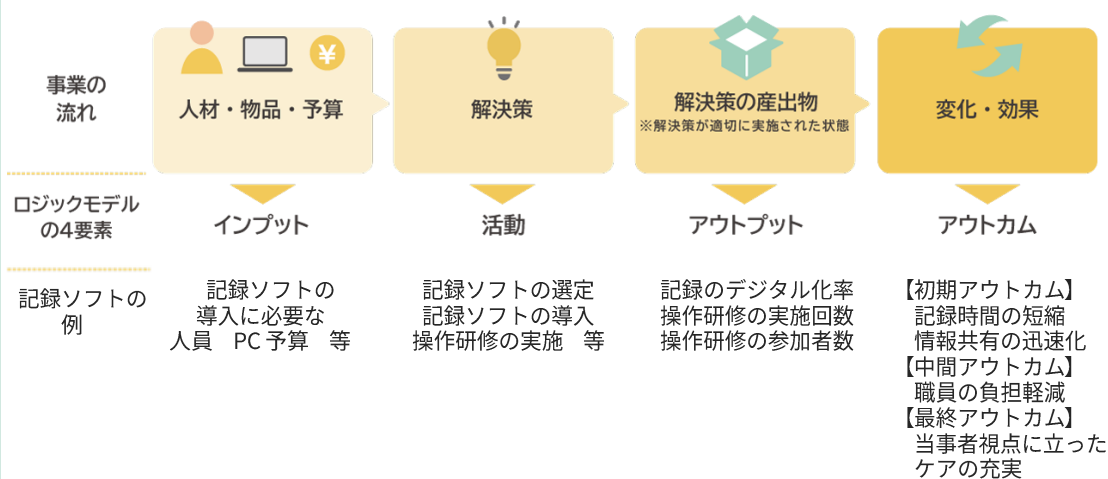 事業の
流れ
人材・物品・予算
¥
解決策
解決策の産出物
※解決策が適切に実施された状態
変化・効果
ロジックモデル
の4要素
インプット
活動
アウトプット
アウトカム
記録ソフトの
例
記録ソフトの
導入に必要な
人員　PC 予算　等
記録ソフトの選定
記録ソフトの導入
操作研修の実施　等
記録のデジタル化率
操作研修の実施回数
操作研修の参加者数
【初期アウトカム】
記録時間の短縮
情報共有の迅速化
【中間アウトカム】
職員の負担軽減
【最終アウトカム】
当事者視点に立った
ケアの充実